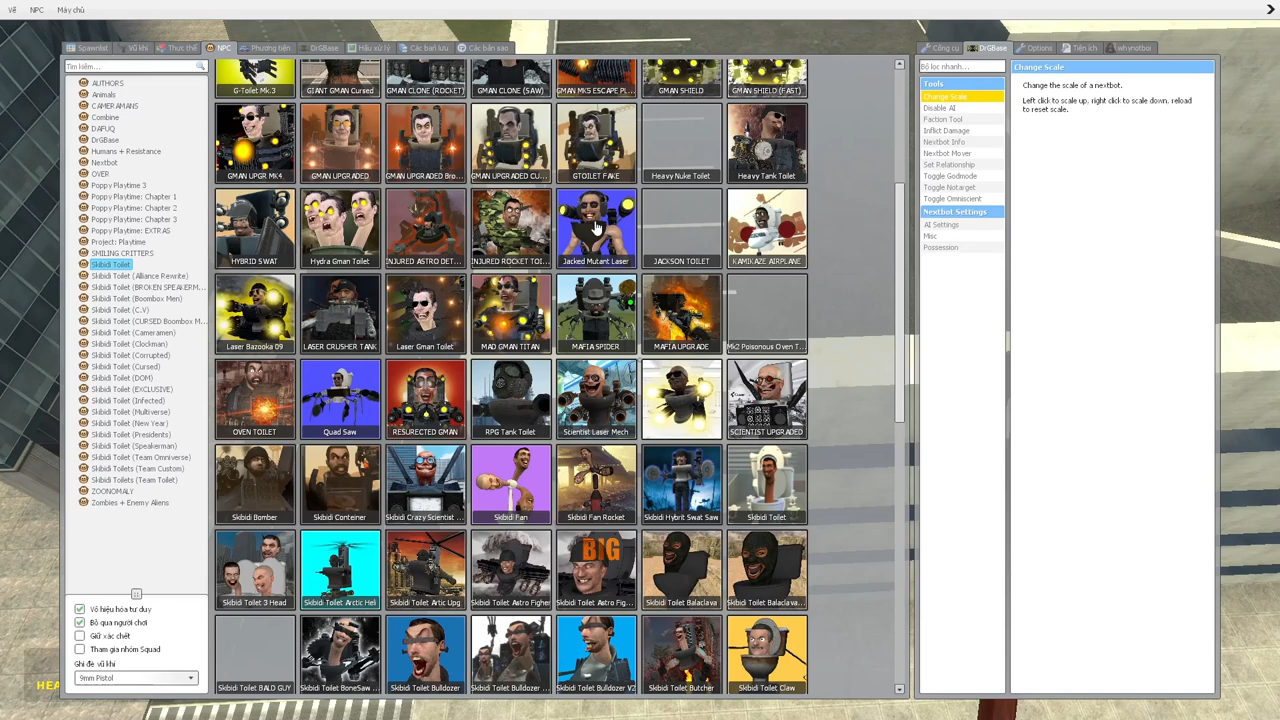 Vẽ NPC Máy chủ
Spawnlist Vũ khí Thực thể NPC Phương tiện DrGBase Hậu xử lý Các bản lưu Các bản sao
Công cụ DrGBase Options Tiện ích whynotboi
Tìm kiếm...
AUTHORS
Animals
CAMERAMANS
Combine
DAFUQ
DrGBase
Humans + Resistance
Nextbot
OVER
Poppy Playtime 3
Poppy Playtime: Chapter 1
Poppy Playtime: Chapter 2
Poppy Playtime: Chapter 3
Poppy Playtime: EXTRAS
Project: Playtime
SMILING CRITTERS
Skibidi Toilet
Skibidi Toilet (Alliance Rewrite)
Skibidi Toilet (BROKEN SPEAKERM...
Skibidi Toilet (Boombox Men)
Skibidi Toilet (C.V)
Skibidi Toilet (CURSED Boombox M...
Skibidi Toilet (Cameramen)
Skibidi Toilet (Clockman)
Skibidi Toilet (Corrupted)
Skibidi Toilet (Cursed)
Skibidi Toilet (DOM)
Skibidi Toilet (EXCLUSIVE)
Skibidi Toilet (Infected)
Skibidi Toilet (Multiverse)
Skibidi Toilet (New Year)
Skibidi Toilet (Presidents)
Skibidi Toilet (Speakerman)
Skibidi Toilet (Team Omniverse)
Skibidi Toilets (Team Custom)
Skibidi Toilets (Team Toilet)
ZOONOMALY
Zombies + Enemy Aliens
Vô hiệu hóa tư duy
Bỏ qua người chơi
Giữ xác chết
Tham gia nhóm Squad
Ghi đè vũ khí
9mm Pistol
G-Toilet Mk.3 GIANT GMAN Cursed GMAN CLONE (ROCKET) GMAN CLONE (SAW) GMAN MK5 ESCAPE PL... GMAN SHIELD GMAN SHIELD (FAST)
GMAN UPGR MK4 GMAN UPGRADED GMAN UPGRADED Bro... GMAN UPGRADED CU... GTOILET FAKE Heavy Nuke Toilet Heavy Tank Toilet
HYBRID SWAT Hydra Gman Toilet INJURED ASTRO DET... INJURED ROCKET TOI... Jacked Mutant Laser JACKSON TOILET KAMIKAZE AIRPLANE
Laser Bazooka 09 LASER CRUSHER TANK Laser Gman Toilet MAD GMAN TITAN MAFIA SPIDER MAFIA UPGRADE Mk2 Poisonous Oven T...
OVEN TOILET Quad Saw RESURECTED GMAN RPG Tank Toilet Scientist Laser Mech SCIENTIST UPGRADED
Skibidi Bomber Skibidi Conteiner Skibidi Crazy Scientist ... Skibidi Fan Skibidi Fan Rocket Skibidi Hybrit Swat Saw Skibidi Toilet
BIG
Skibidi Toilet 3 Head Skibidi Toilet Arctic Heli Skibidi Toilet Artic Upg Skibidi Toilet Astro Figher Skibidi Toilet Astro Fig... Skibidi Toilet Balaclava Skibidi Toilet Balaclava...
Skibidi Toilet BALD GUY Skibidi Toilet BoneSaw ... Skibidi Toilet Bulldozer Skibidi Toilet Bulldozer ... Skibidi Toilet Bulldozer V2 Skibidi Toilet Butcher Skibidi Toilet Claw
Bộ lọc nhanh...
Tools
Change Scale
Disable AI
Faction Tool
Inflict Damage
Nextbot Info
Nextbot Mover
Set Relationship
Toggle Godmode
Toggle Notarget
Toggle Omniscient
Nextbot Settings
AI Settings
Misc
Possession
Change Scale
Change the scale of a nextbot.
Left click to scale up, right click to scale down, reload
to reset scale.